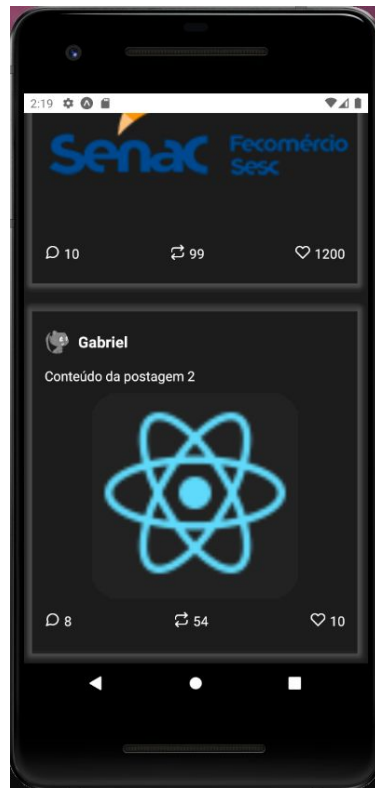 2:19
Senac Fecomércio
Sesc
10 99 1200
Gabriel
Conteúdo da postagem 2
8 54 10